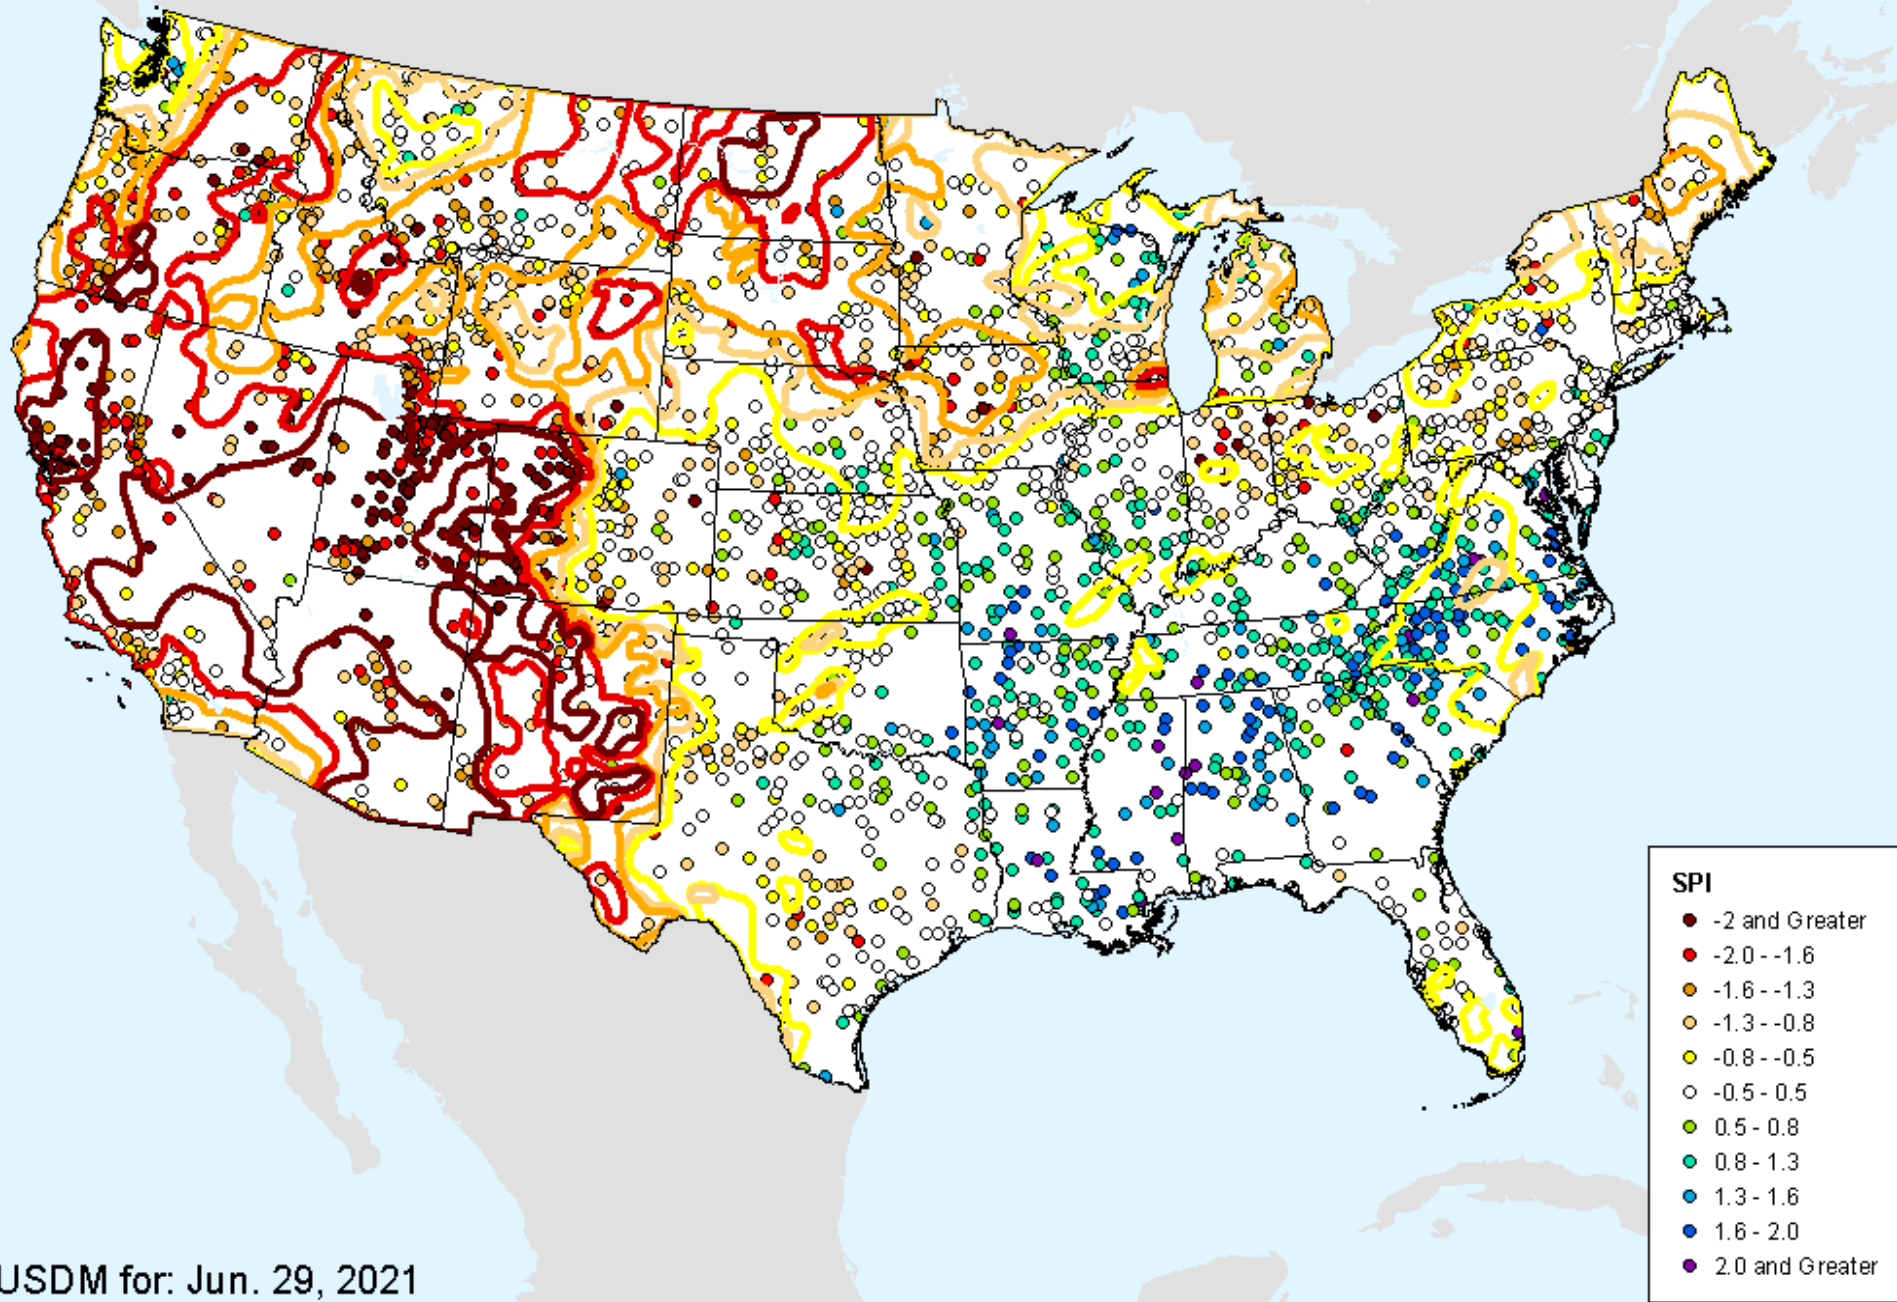 SPI
-2 and Greater
-2.0 - -1.6
-1.6 - -1.3
-1.3 - -0.8
-0.8 - -0.5
-0.5 - 0.5
0.5 - 0.8
0.8 - 1.3
1.3 - 1.6
1.6 - 2.0
2.0 and Greater
USDM for: Jun. 29, 2021